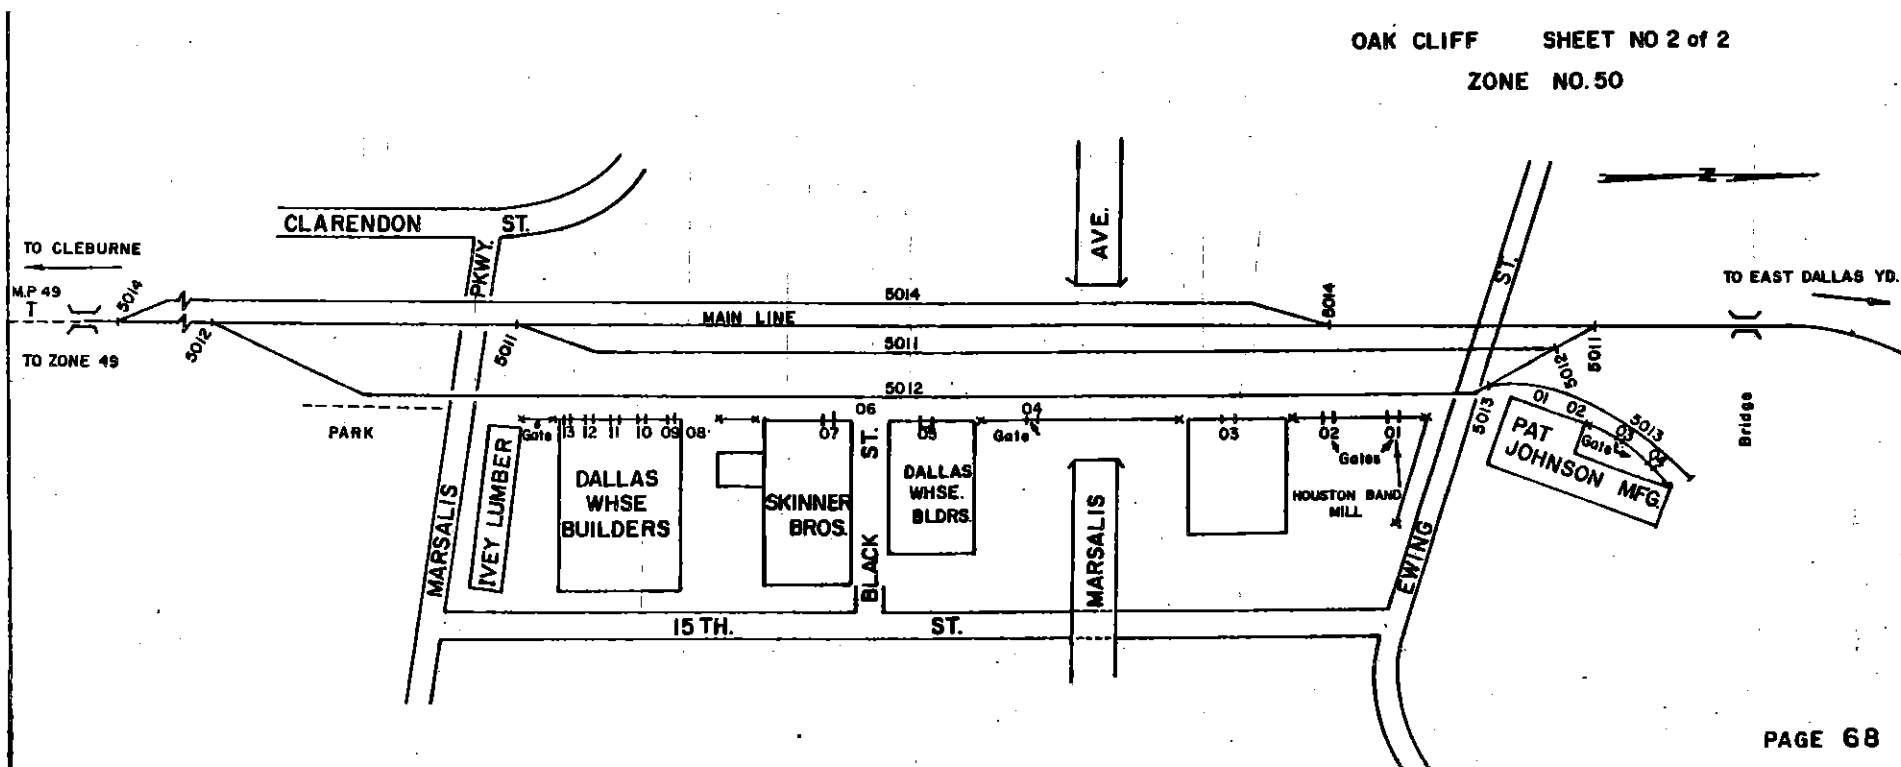 OAK CLIFF SHEET NO 2 of 2
ZONE NO. 50
CLARENDON ST.
PKWY.
AVE.
ST.
N
TO CLEBURNE
M.P 49
5014
5014
5014
TO EAST DALLAS YD.
MAIN LINE
TO ZONE 49
5012
5011
5011
5012
5011
5012
5013
PARK
Gate
13 12 11 10 09 08
07
06
05
Gate
04
03
02
01
Gates
01 02 03 04
5013
Gate
Bridge
MARSALIS
IVEY LUMBER
DALLAS
WHSE
BUILDERS
SKINNER
BROS.
BLACK ST.
DALLAS
WHSE.
BLDRS.
MARSALIS
HOUSTON BAND
MILL
EWING
PAT
JOHNSON MFG.
15 TH. ST.
PAGE 68